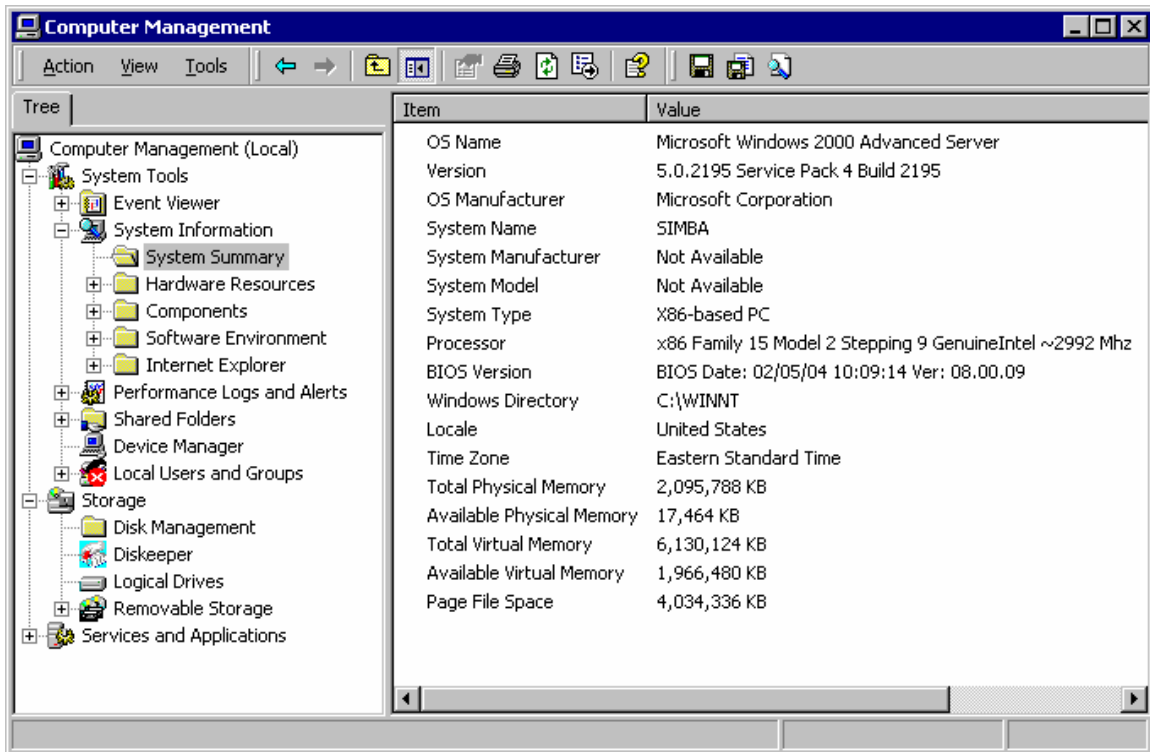 Computer Management
Action View Tools
Tree
Computer Management (Local)
System Tools
Event Viewer
System Information
System Summary
Hardware Resources
Components
Software Environment
Internet Explorer
Performance Logs and Alerts
Shared Folders
Device Manager
Local Users and Groups
Storage
Disk Management
Diskeeper
Logical Drives
Removable Storage
Services and Applications
Item Value
OS Name Microsoft Windows 2000 Advanced Server
Version 5.0.2195 Service Pack 4 Build 2195
OS Manufacturer Microsoft Corporation
System Name SIMBA
System Manufacturer Not Available
System Model Not Available
System Type X86-based PC
Processor x86 Family 15 Model 2 Stepping 9 GenuineIntel ~2992 Mhz
BIOS Version BIOS Date: 02/05/04 10:09:14 Ver: 08.00.09
Windows Directory C:\WINNT
Locale United States
Time Zone Eastern Standard Time
Total Physical Memory 2,095,788 KB
Available Physical Memory 17,464 KB
Total Virtual Memory 6,130,124 KB
Available Virtual Memory 1,966,480 KB
Page File Space 4,034,336 KB